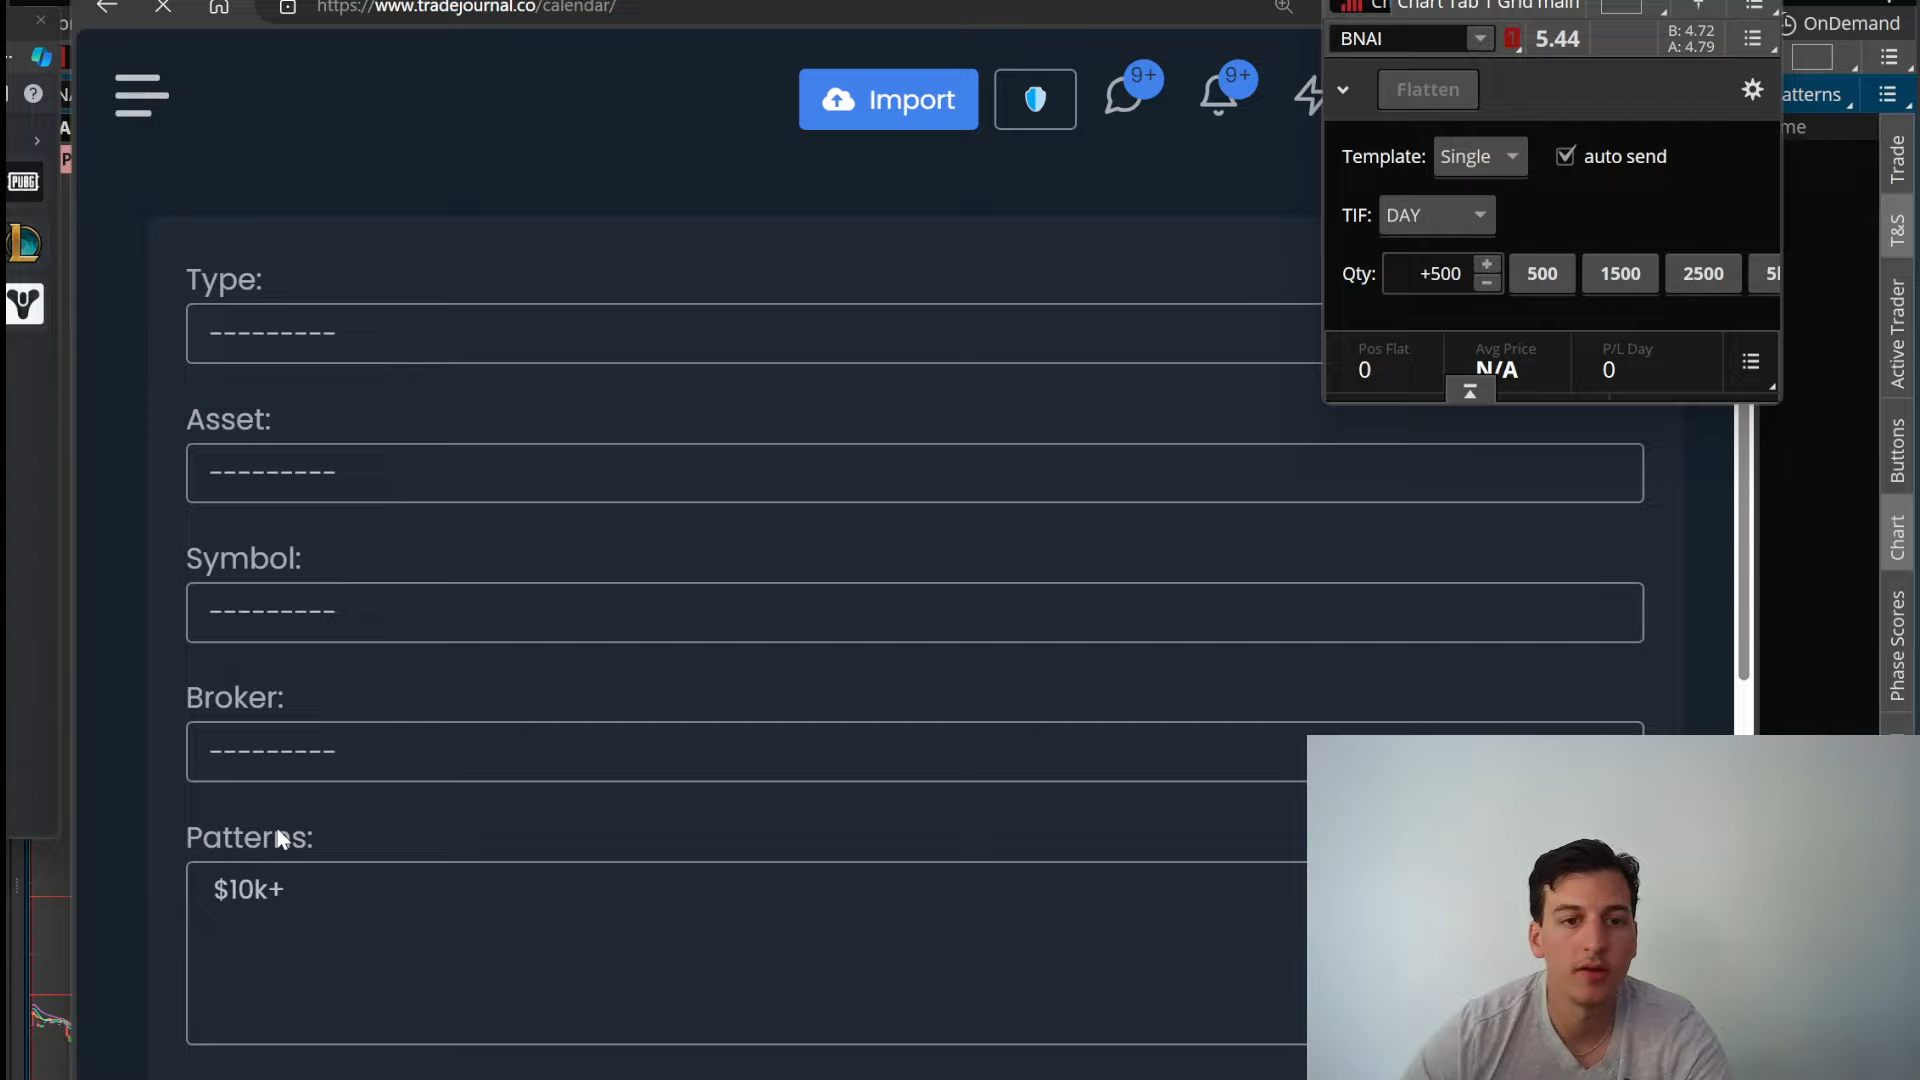 https://www.tradejournal.co/calendar/
Chart Tab 1 Grid main
OnDemand
BNAI
1
5.44
B: 4.72
A: 4.79
Import
9+
9+
Flatten
atterns
me
Template:
Single
auto send
TIF:
DAY
Qty:
+500
500
1500
2500
Pos Flat
0
Avg Price
N/A
P/L Day
0
Trade
T&S
Active Trader
Buttons
Chart
Phase Scores
PUBG
Type:
---------
Asset:
---------
Symbol:
---------
Broker:
---------
Patterns:
$10k+